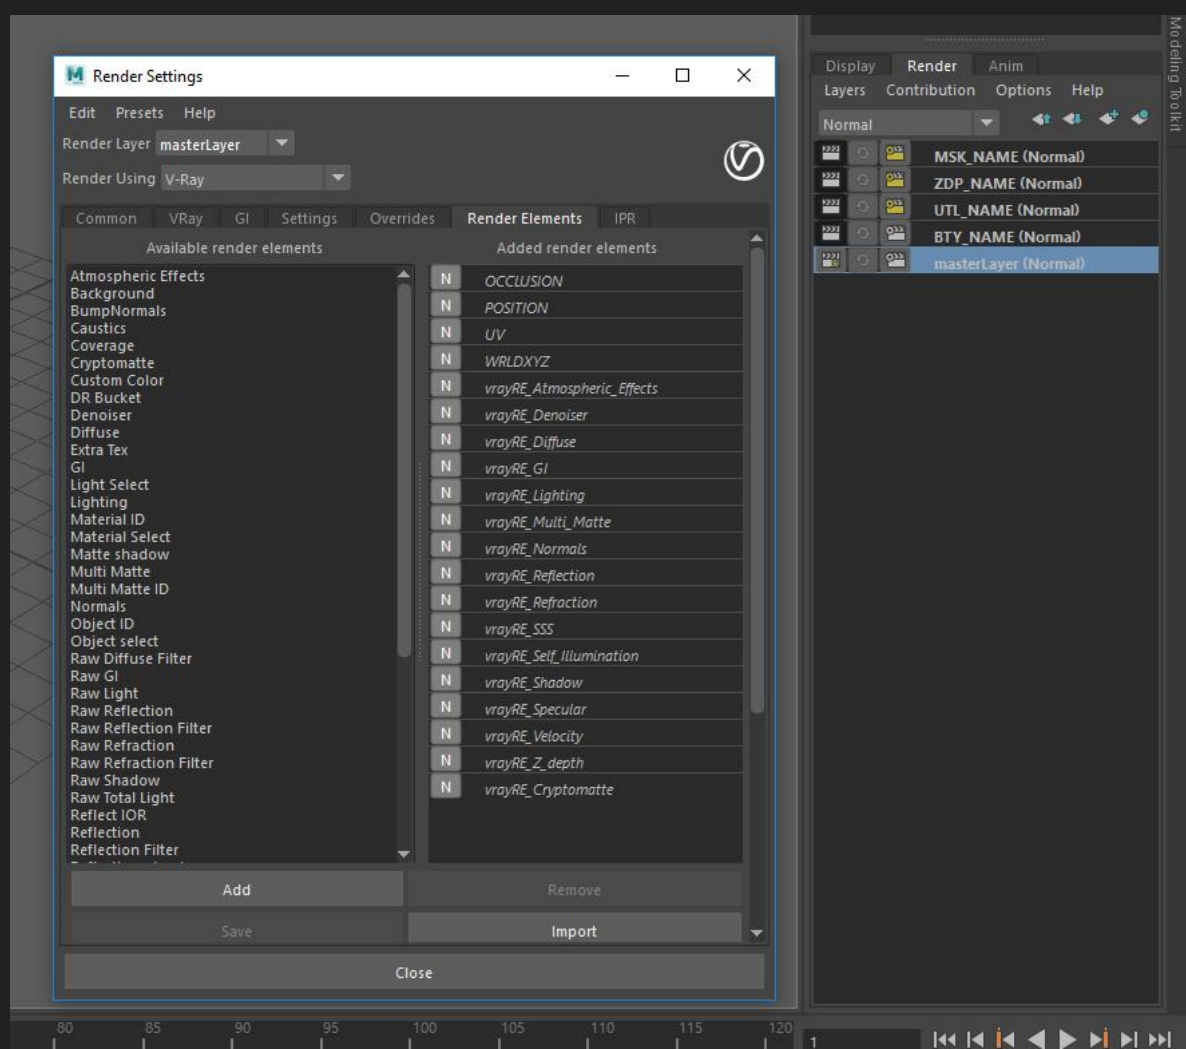 Render Settings
Edit Presets Help
Render Layer masterLayer
Render Using V-Ray
Common VRay GI Settings Overrides Render Elements IPR
Available render elements
Atmospheric Effects
Background
BumpNormals
Caustics
Coverage
Cryptomatte
Custom Color
DR Bucket
Denoiser
Diffuse
Extra Tex
GI
Light Select
Lighting
Material ID
Material Select
Matte shadow
Multi Matte
Multi Matte ID
Normals
Object ID
Object select
Raw Diffuse Filter
Raw GI
Raw Light
Raw Reflection
Raw Reflection Filter
Raw Refraction
Raw Refraction Filter
Raw Shadow
Raw Total Light
Reflect IOR
Reflection
Reflection Filter
Added render elements
N OCCLUSION
N POSITION
N UV
N WRLDXYZ
N vrayRE_Atmospheric_Effects
N vrayRE_Denoiser
N vrayRE_Diffuse
N vrayRE_GI
N vrayRE_Lighting
N vrayRE_Multi_Matte
N vrayRE_Normals
N vrayRE_Reflection
N vrayRE_Refraction
N vrayRE_SSS
N vrayRE_Self_Illumination
N vrayRE_Shadow
N vrayRE_Specular
N vrayRE_Velocity
N vrayRE_Z_depth
N vrayRE_Cryptomatte
Add Remove
Save Import
Close
Display Render Anim
Layers Contribution Options Help
Normal
MSK_NAME (Normal)
ZDP_NAME (Normal)
UTL_NAME (Normal)
BTY_NAME (Normal)
masterLayer (Normal)
Modeling Toolkit
80 85 90 95 100 105 110 115 120
1